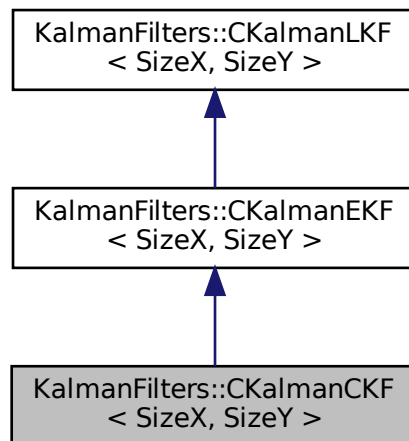 KalmanFilters::CKalmanLKF
< SizeX, SizeY >
KalmanFilters::CKalmanEKF
< SizeX, SizeY >
KalmanFilters::CKalmanCKF
< SizeX, SizeY >